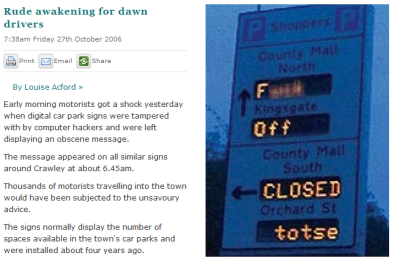 Rude awakening for dawn
drivers
7:38am Friday 27th October 2006
Print Email Share
By Louise Acford »
Early morning motorists got a shock yesterday
when digital car park signs were tampered
with by computer hackers and were left
displaying an obscene message.
The message appeared on all similar signs
around Crawley at about 6.45am.
Thousands of motorists travelling into the town
would have been subjected to the unsavoury
advice.
The signs normally display the number of
spaces available in the town's car parks and
were installed about four years ago.
P Shoppers P
County Mall
North
F
Kingsgate
Off
County Mall
South
CLOSED
Orchard St
totse